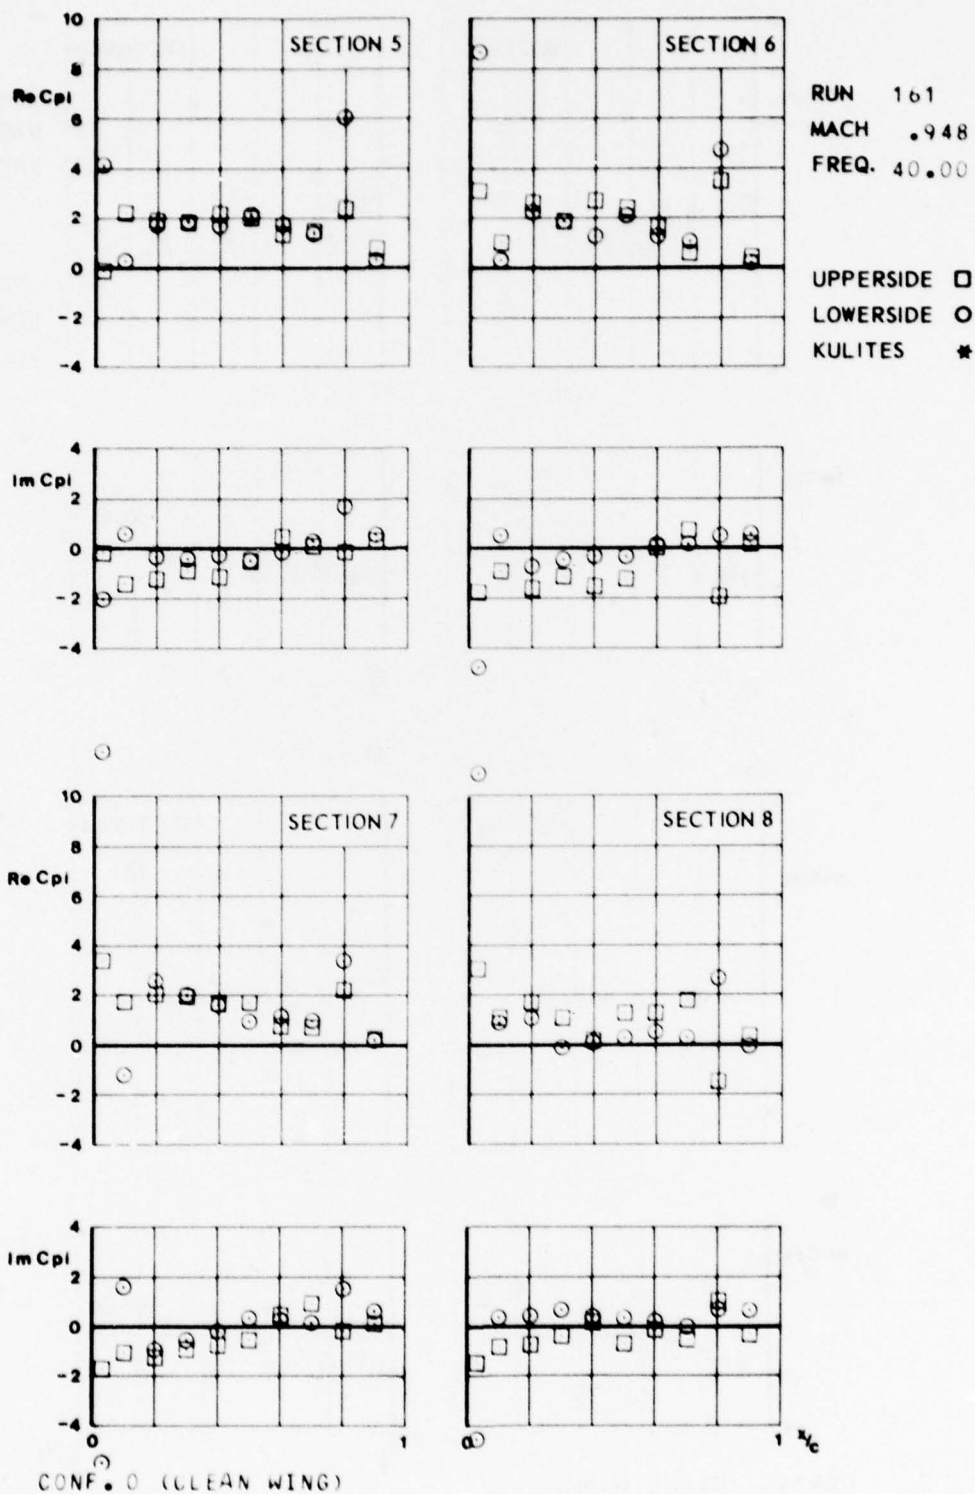 SECTION 5
10
8
Re Cpi
6
4
2
0
-2
-4
SECTION 6
RUN 161
MACH .948
FREQ. 40.00
UPPERSIDE
LOWERSIDE
KULITES *
4
Im Cpi
2
0
-2
-4
SECTION 7
10
8
Re Cpi
6
4
2
0
-2
-4
SECTION 8
4
Im Cpi
2
0
-2
-4
0
1
0
x/c
1
CONF. 0 (CLEAN WING)